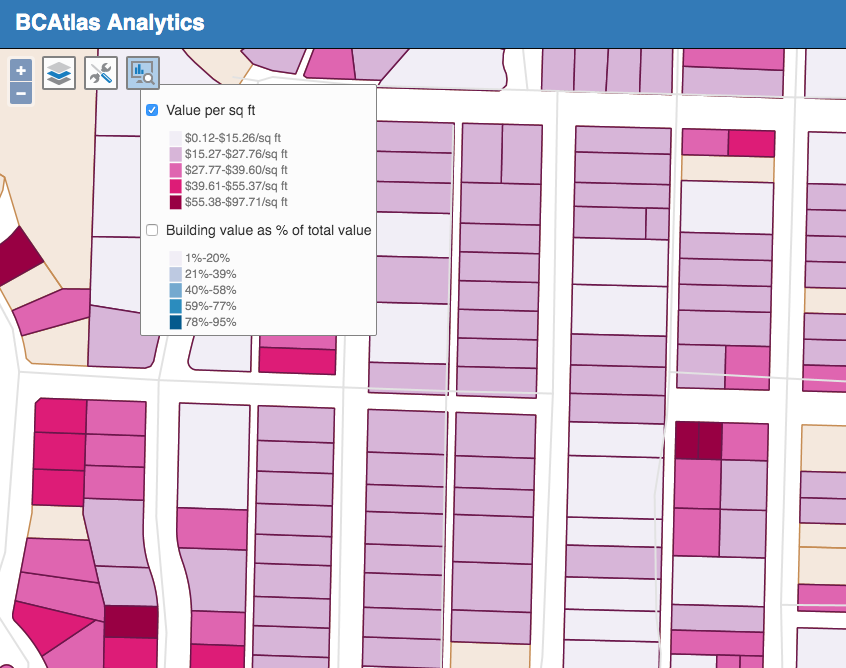 BCAtlas Analytics
+
−
Value per sq ft
$0.12-$15.26/sq ft
$15.27-$27.76/sq ft
$27.77-$39.60/sq ft
$39.61-$55.37/sq ft
$55.38-$97.71/sq ft
Building value as % of total value
1%-20%
21%-39%
40%-58%
59%-77%
78%-95%